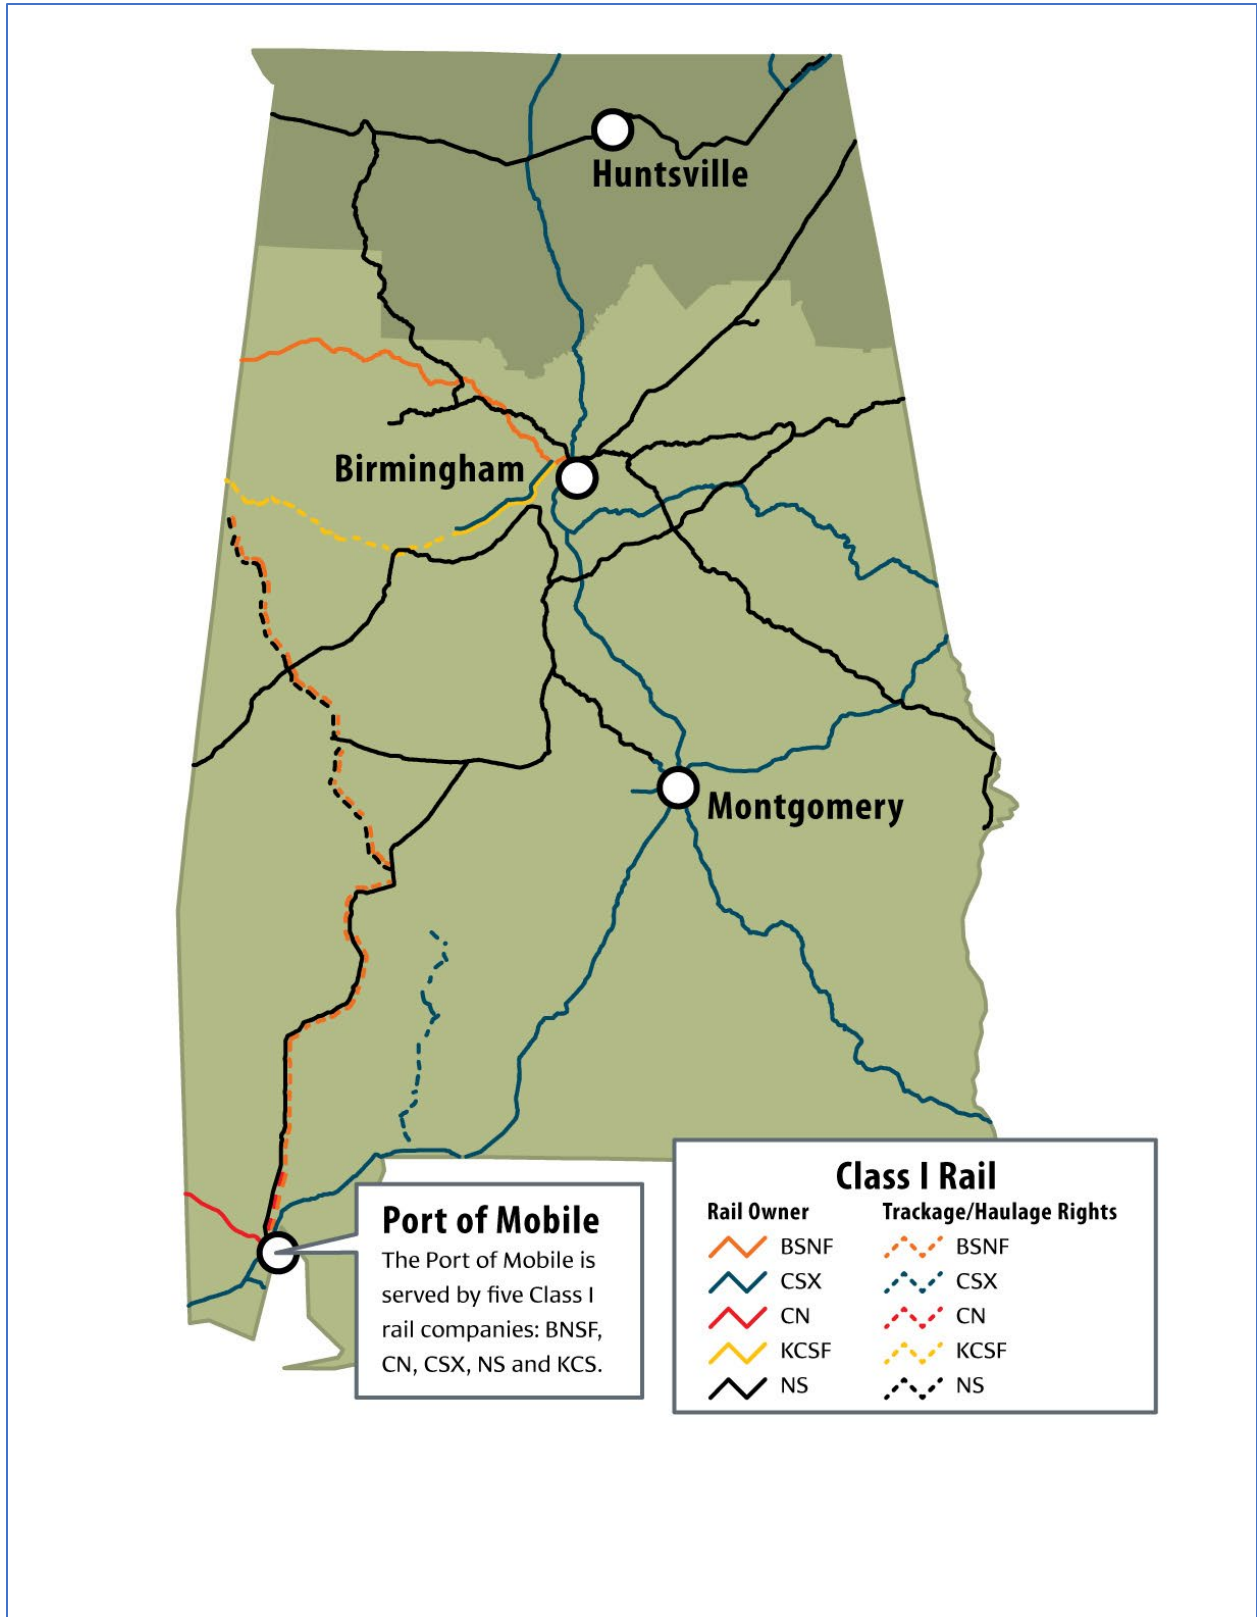 Huntsville
Birmingham
Montgomery
Port of Mobile
The Port of Mobile is
served by five Class I
rail companies: BNSF,
CN, CSX, NS and KCS.
Class I Rail
Rail Owner
BSNF
CSX
CN
KCSF
NS
Trackage/Haulage Rights
BSNF
CSX
CN
KCSF
NS